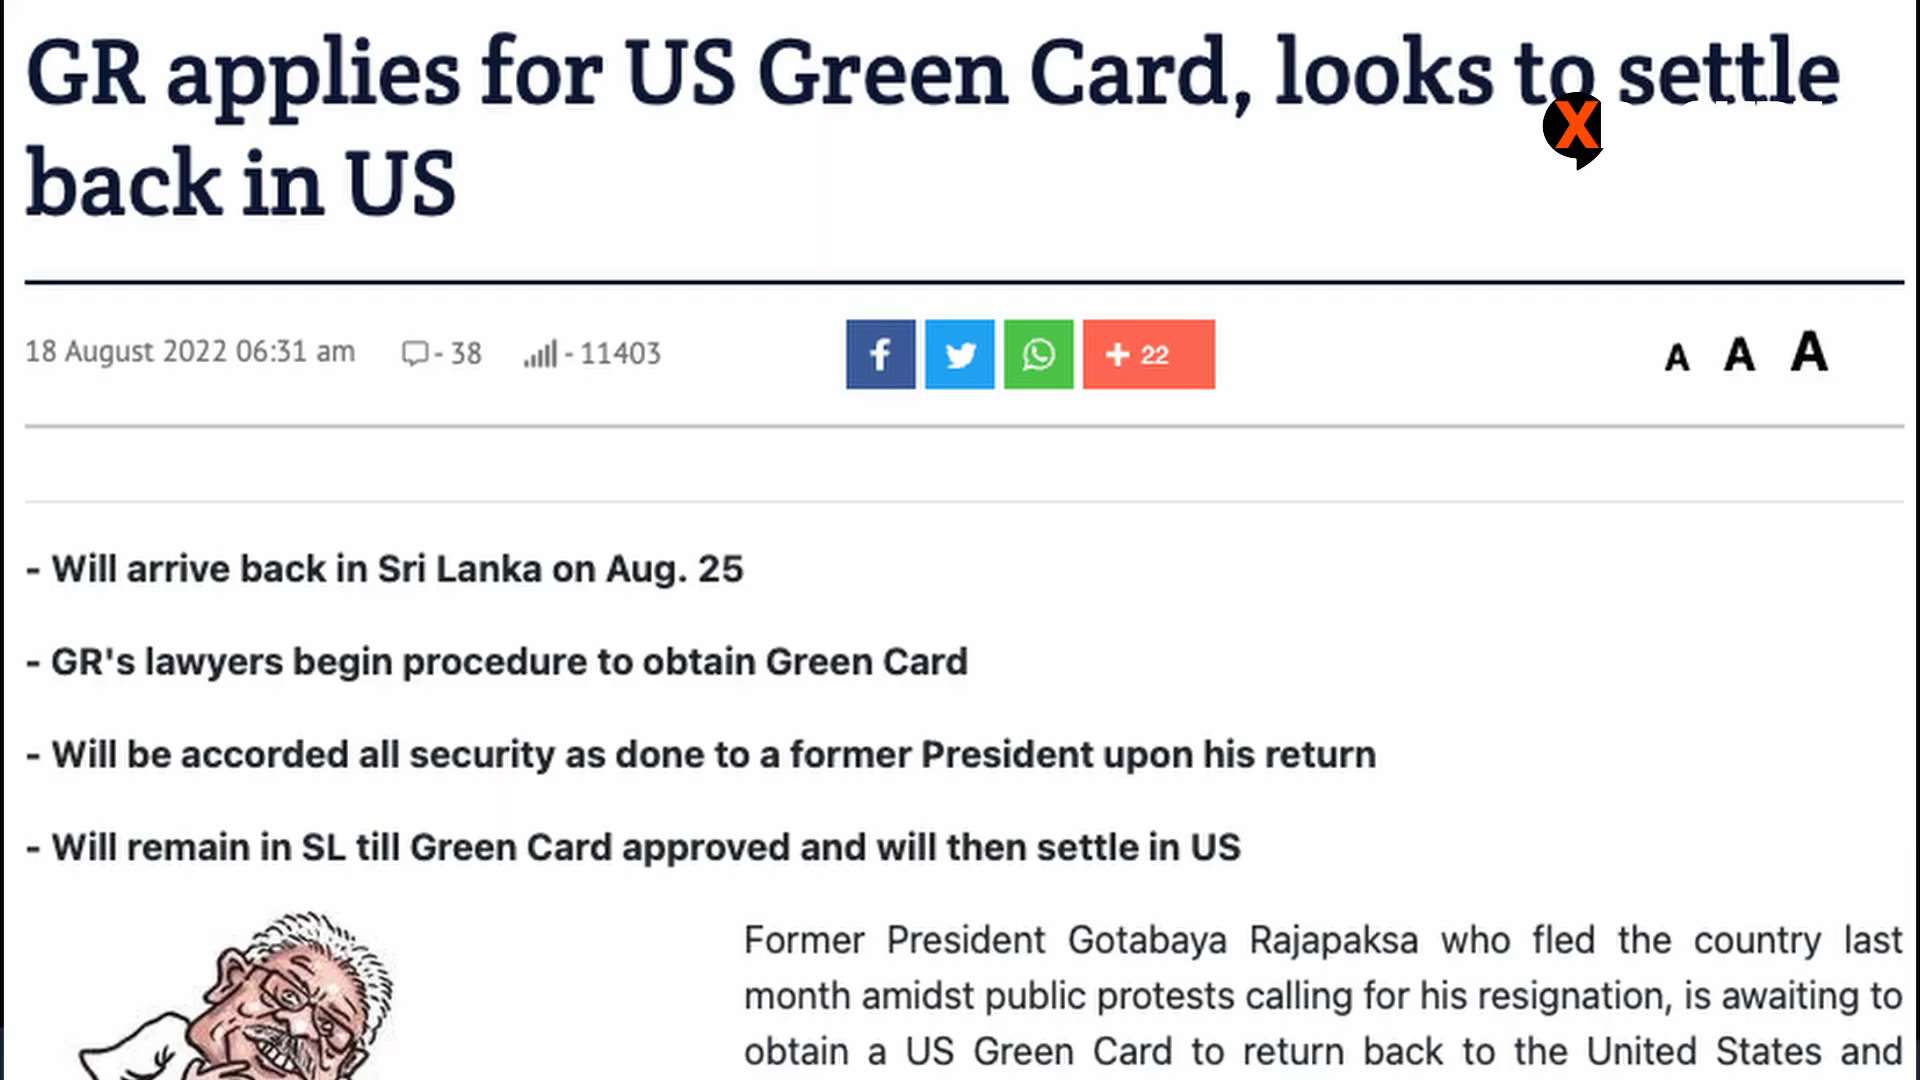 GR applies for US Green Card, looks to settle
back in US
X
18 August 2022 06:31 am - 38 - 11403 f + 22 A A A
- Will arrive back in Sri Lanka on Aug. 25
- GR's lawyers begin procedure to obtain Green Card
- Will be accorded all security as done to a former President upon his return
- Will remain in SL till Green Card approved and will then settle in US
Former President Gotabaya Rajapaksa who fled the country last
month amidst public protests calling for his resignation, is awaiting to
obtain a US Green Card to return back to the United States and